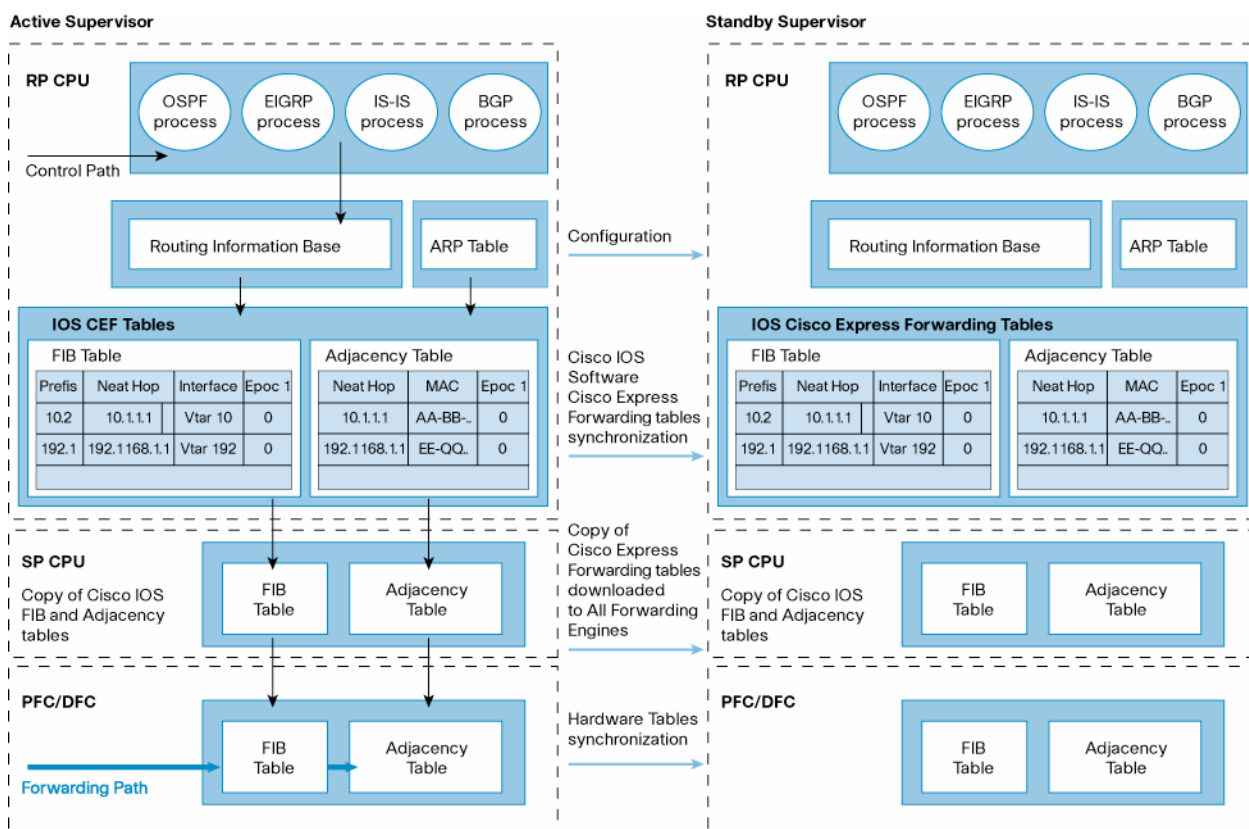 Active Supervisor
RP CPU
OSPF
process
EIGRP
process
IS-IS
process
BGP
process
Control Path
Routing Information Base
ARP Table
IOS CEF Tables
FIB Table
Prefis Neat Hop Interface Epoc 1
10.2 10.1.1.1 Vtar 10 0
192.1 192.1168.1.1 Vtar 192 0
Adjacency Table
Neat Hop MAC Epoc 1
10.1.1.1 AA-BB-.. 0
192.1168.1.1 EE-QQ.. 0
SP CPU
Copy of Cisco IOS
FIB and Adjacency
tables
FIB
Table
Adjacency
Table
PFC/DFC
FIB
Table
Adjacency
Table
Forwarding Path
Configuration
Cisco IOS
Software
Cisco Express
Forwarding tables
synchronization
Copy of
Cisco Express
Forwarding tables
downloaded
to All Forwarding
Engines
Hardware Tables
synchronization
Standby Supervisor
RP CPU
OSPF
process
EIGRP
process
IS-IS
process
BGP
process
Routing Information Base
ARP Table
IOS Cisco Express Forwarding Tables
FIB Table
Prefis Neat Hop Interface Epoc 1
10.2 10.1.1.1 Vtar 10 0
192.1 192.1168.1.1 Vtar 192 0
Adjacency Table
Neat Hop MAC Epoc 1
10.1.1.1 AA-BB-.. 0
192.1168.1.1 EE-QQ.. 0
SP CPU
Copy of Cisco IOS
FIB and Adjacency
tables
FIB
Table
Adjacency
Table
PFC/DFC
FIB
Table
Adjacency
Table